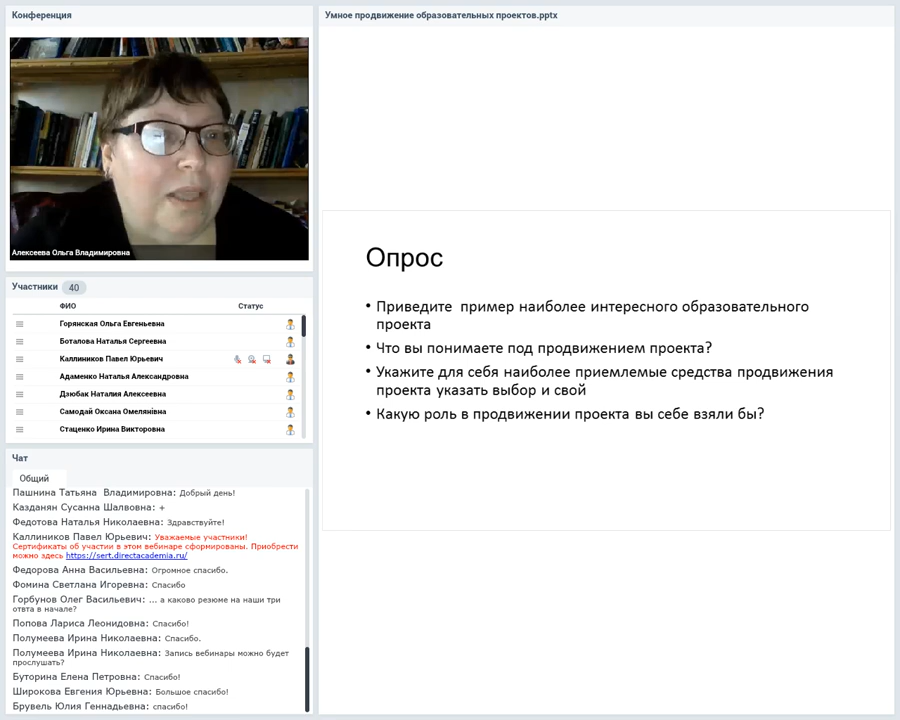 Конференция
Алексеева Ольга Владимировна
Участники 40
ФИО Статус
Горянская Ольга Евгеньевна
Боталова Наталья Сергеевна
Каллиников Павел Юрьевич
Адаменко Наталья Александровна
Дзюбак Наталия Алексеевна
Самодай Оксана Омелянівна
Стаценко Ирина Викторовна
Чат
Общий
Пашнина Татьяна Владимировна: Добрый день!
Казданян Сусанна Шалвовна: +
Федотова Наталья Николаевна: Здравствуйте!
Каллиников Павел Юрьевич: Уважаемые участники!
Сертификаты об участии в этом вебинаре сформированы. Приобрести
можно здесь https://sert.directacademia.ru/
Федорова Анна Васильевна: Огромное спасибо.
Фомина Светлана Игоревна: Спасибо
Горбунов Олег Васильевич: ... а каково резюме на наши три
отвта в начале?
Попова Лариса Леонидовна: Спасибо!
Полумеева Ирина Николаевна: Спасибо.
Полумеева Ирина Николаевна: Запись вебинары можно будет
прослушать?
Буторина Елена Петровна: Спасибо!
Широкова Евгения Юрьевна: Большое спасибо!
Брувель Юлия Геннадьевна: спасибо!
Умное продвижение образовательных проектов.pptx
Опрос
• Приведите пример наиболее интересного образовательного
проекта
• Что вы понимаете под продвижением проекта?
• Укажите для себя наиболее приемлемые средства продвижения
проекта указать выбор и свой
• Какую роль в продвижении проекта вы себе взяли бы?